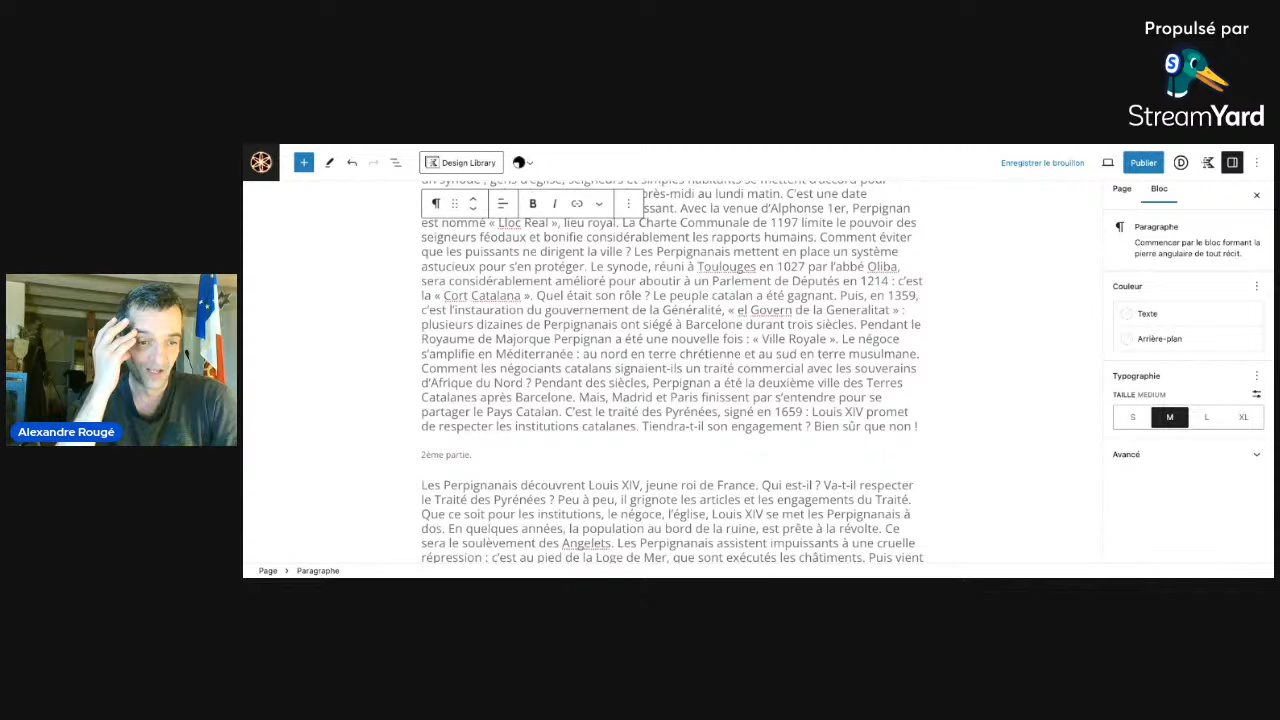 Propulsé par
S
StreamYard
Design Library
Enregistrer le brouillon
Publier
Page
Bloc
un synode ; gens d'église, seigneurs et simples habitants se mettent d'accord pour
près-midi au lundi matin. C'est une date
ssant. Avec la venue d'Alphonse 1er, Perpignan
est nommé « Lloc Real », lieu royal. La Charte Communale de 1197 limite le pouvoir des
seigneurs féodaux et bonifie considérablement les rapports humains. Comment éviter
que les puissants ne dirigent la ville ? Les Perpignanais mettent en place un système
astucieux pour s'en protéger. Le synode, réuni à Toulouges en 1027 par l'abbé Oliba,
sera considérablement amélioré pour aboutir à un Parlement de Députés en 1214 : c'est
la « Cort Catalana ». Quel était son rôle ? Le peuple catalan a été gagnant. Puis, en 1359,
c'est l'instauration du gouvernement de la Généralité, « el Govern de la Generalitat » :
plusieurs dizaines de Perpignanais ont siégé à Barcelone durant trois siècles. Pendant le
Royaume de Majorque Perpignan a été une nouvelle fois : « Ville Royale ». Le négoce
s'amplifie en Méditerranée : au nord en terre chrétienne et au sud en terre musulmane.
Comment les négociants catalans signaient-ils un traité commercial avec les souverains
d'Afrique du Nord ? Pendant des siècles, Perpignan a été la deuxième ville des Terres
Catalanes après Barcelone. Mais, Madrid et Paris finissent par s'entendre pour se
partager le Pays Catalan. C'est le traité des Pyrénées, signé en 1659 : Louis XIV promet
de respecter les institutions catalanes. Tiendra-t-il son engagement ? Bien sûr que non !
2ème partie.
Les Perpignanais découvrent Louis XIV, jeune roi de France. Qui est-il ? Va-t-il respecter
le Traité des Pyrénées ? Peu à peu, il grignote les articles et les engagements du Traité.
Que ce soit pour les institutions, le négoce, l'église, Louis XIV se met les Perpignanais à
dos. En quelques années, la population au bord de la ruine, est prête à la révolte. Ce
sera le soulèvement des Angelets. Les Perpignanais assistent impuissants à une cruelle
répression : c'est au pied de la Loge de Mer, que sont exécutés les châtiments. Puis vient
Paragraphe
Commencer par le bloc formant la
pierre angulaire de tout récit.
Couleur
Texte
Arrière-plan
Typographie
TAILLE MEDIUM
S M L XL
Avancé
Page > Paragraphe
B I
Alexandre Rougé